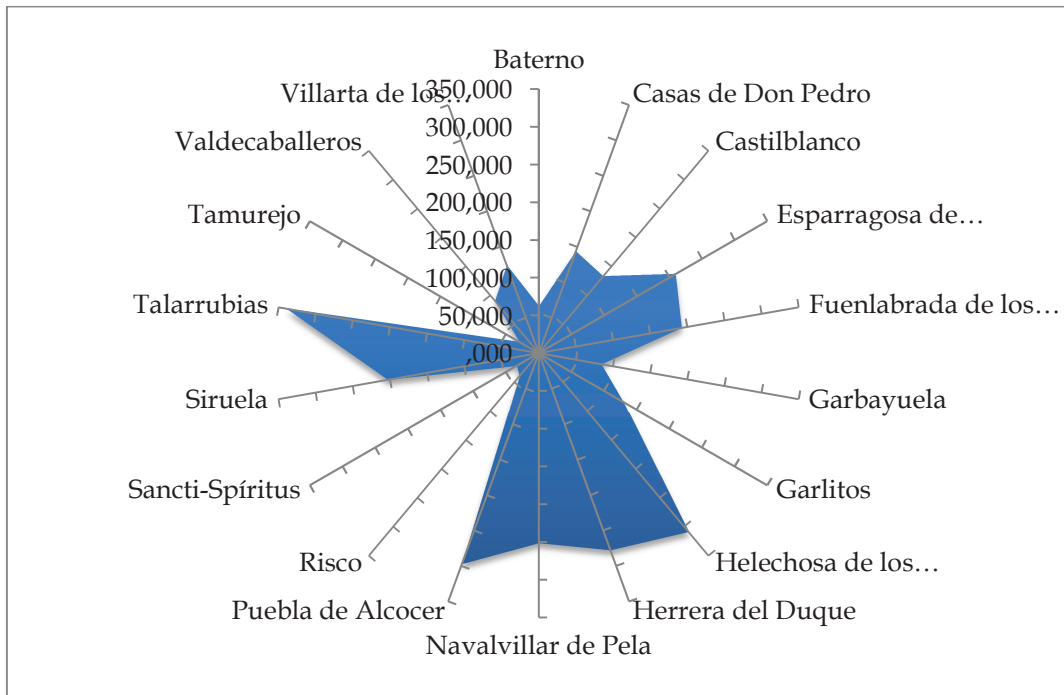 Baterno
350,000
300,000
250,000
200,000
150,000
100,000
50,000
,000
Casas de Don Pedro
Castilblanco
Esparragosa de…
Fuenlabrada de los…
Garbayuela
Garlitos
Helechosa de los…
Herrera del Duque
Navalvillar de Pela
Puebla de Alcocer
Risco
Sancti-Spíritus
Siruela
Talarrubias
Tamurejo
Valdecaballeros
Villarta de los…